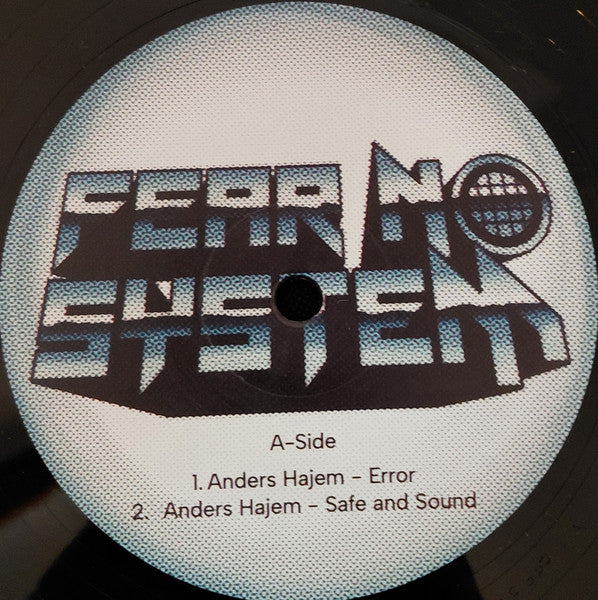 FEAR NO
SYSTEM
A-Side
1. Anders Hajem - Error
2. Anders Hajem - Safe and Sound